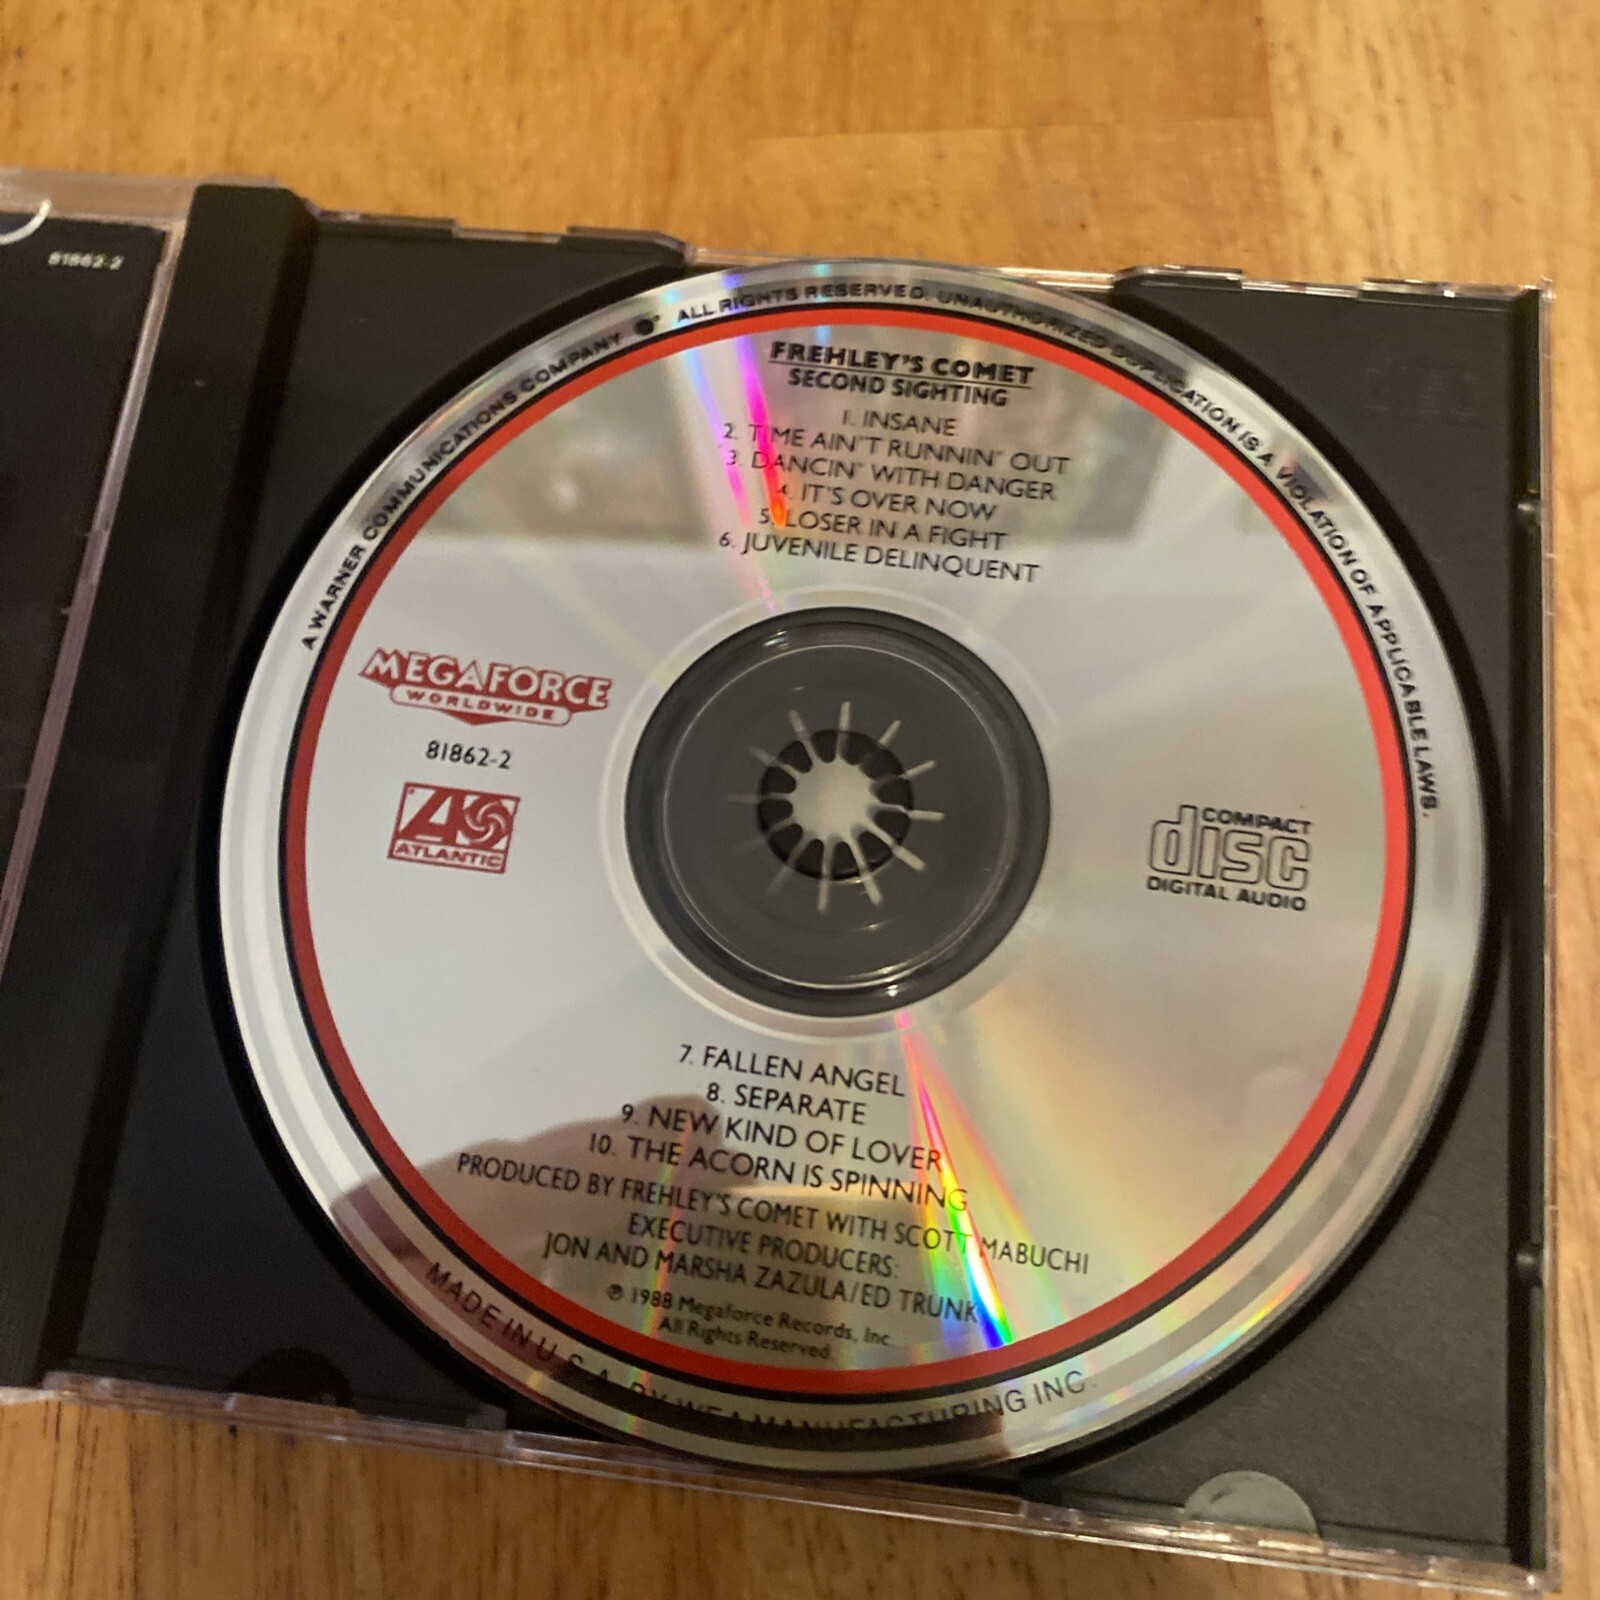 81862-2
A WARNER COMMUNICATIONS COMPANY ℗ ALL RIGHTS RESERVED. UNAUTHORIZED DUPLICATION IS A VIOLATION OF APPLICABLE LAWS.
FREHLEY'S COMET
SECOND SIGHTING
1. INSANE
2. TIME AIN'T RUNNIN' OUT
3. DANCIN' WITH DANGER
4. IT'S OVER NOW
5. LOSER IN A FIGHT
6. JUVENILE DELINQUENT
MEGAFORCE
WORLDWIDE
81862-2
ATLANTIC
COMPACT
disc
DIGITAL AUDIO
7. FALLEN ANGEL
8. SEPARATE
9. NEW KIND OF LOVER
10. THE ACORN IS SPINNING
PRODUCED BY FREHLEY'S COMET WITH SCOTT MABUCHI
EXECUTIVE PRODUCERS:
JON AND MARSHA ZAZULA/ED TRUNK
℗ 1988 Megaforce Records, Inc.
All Rights Reserved.
MADE IN U.S.A. BY WEA MANUFACTURING INC.